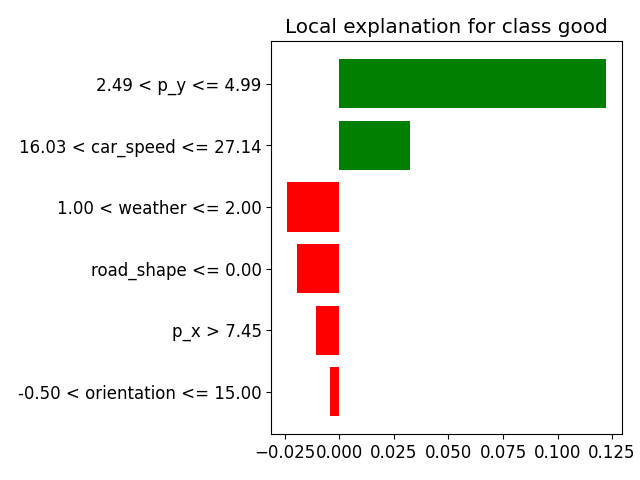 Local explanation for class good
2.49 < p_y <= 4.99
16.03 < car_speed <= 27.14
1.00 < weather <= 2.00
road_shape <= 0.00
p_x > 7.45
-0.50 < orientation <= 15.00
−0.025 0.000 0.025 0.050 0.075 0.100 0.125